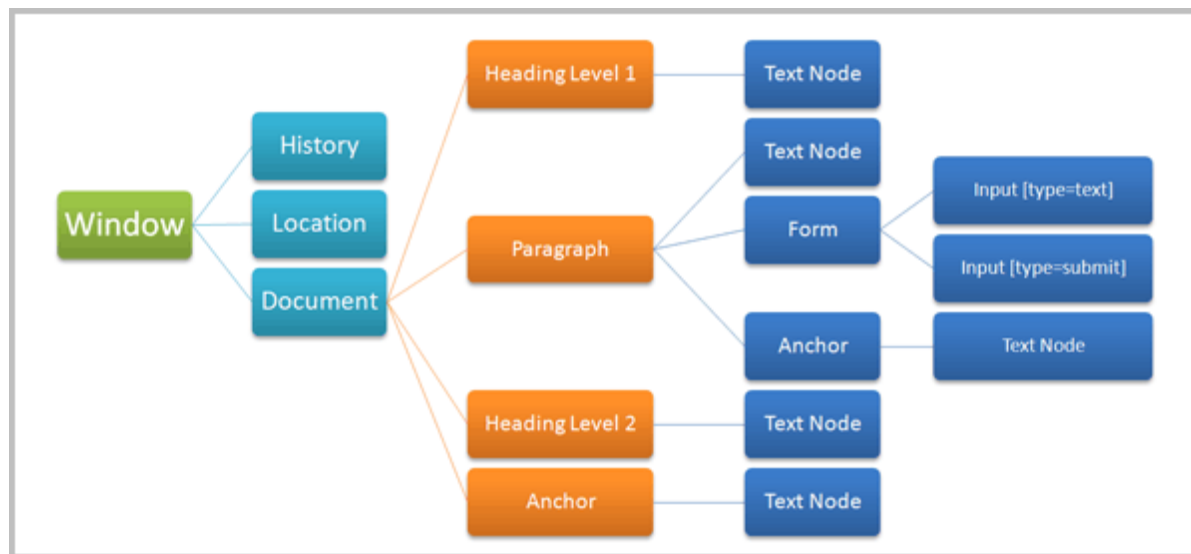 Window
History
Location
Document
Heading Level 1
Paragraph
Heading Level 2
Anchor
Text Node
Text Node
Form
Anchor
Text Node
Text Node
Input [type=text]
Input [type=submit]
Text Node